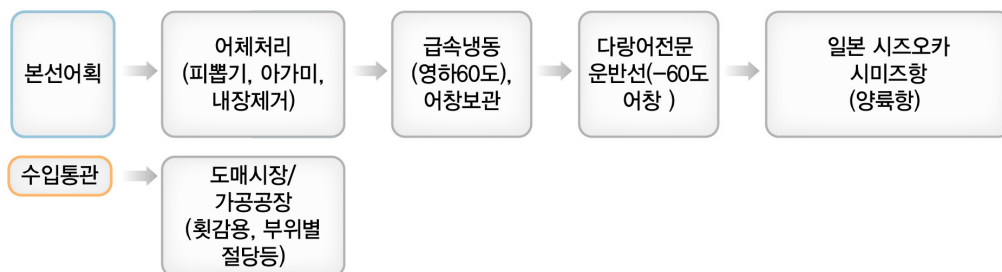 본선어획
어체처리
(피뽑기, 아가미,
내장제거)
급속냉동
(영하60도),
어창보관
다랑어전문
운반선(-60도
어창 )
일본 시즈오카
시미즈항
(양륙항)
수입통관
도매시장/
가공공장
(횟감용, 부위별
절당등)